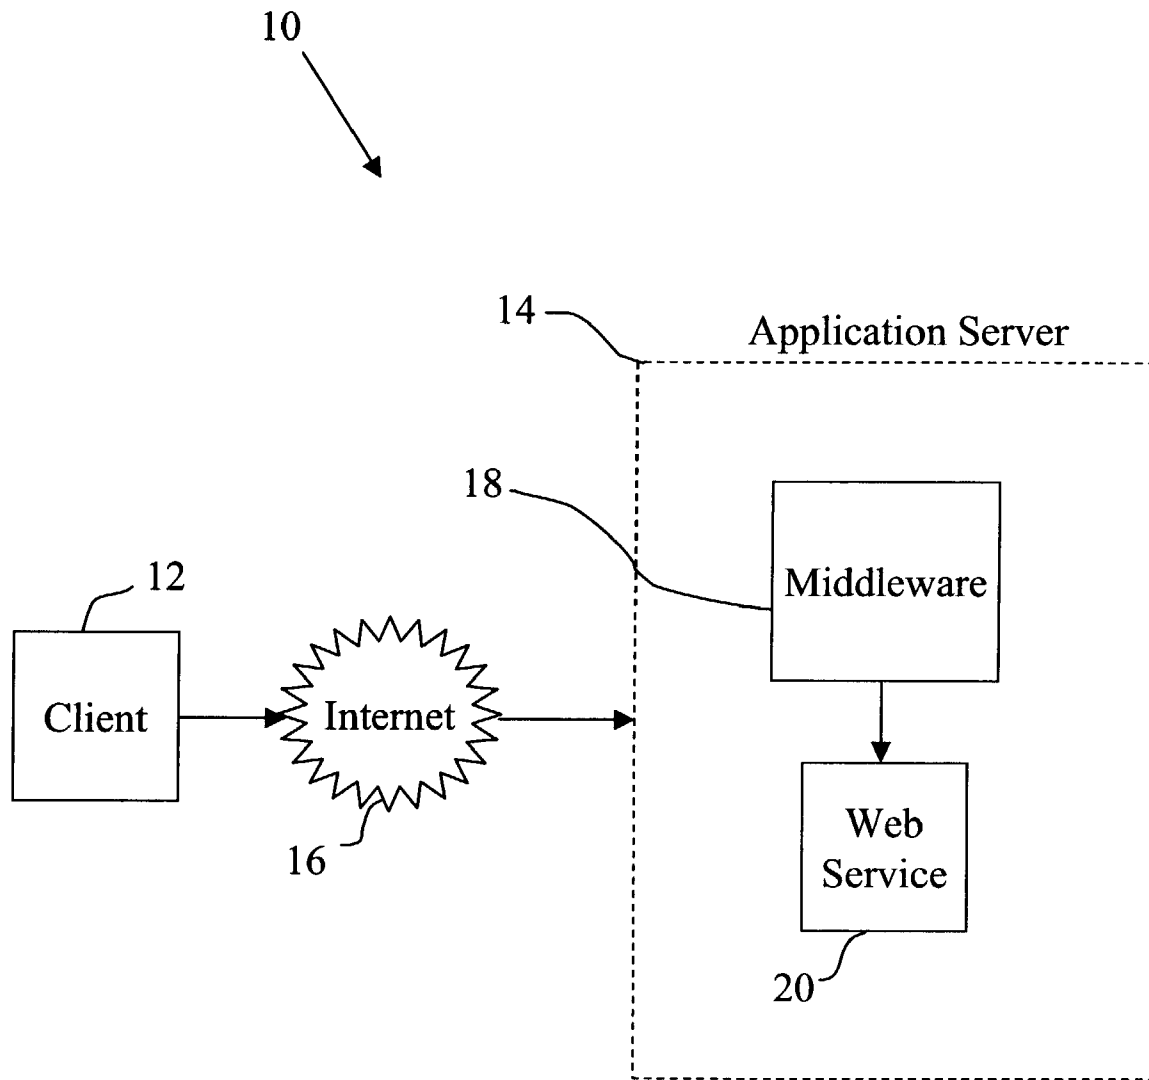 10
14
Application Server
18
Middleware
12
Client
Internet
16
Web
Service
20